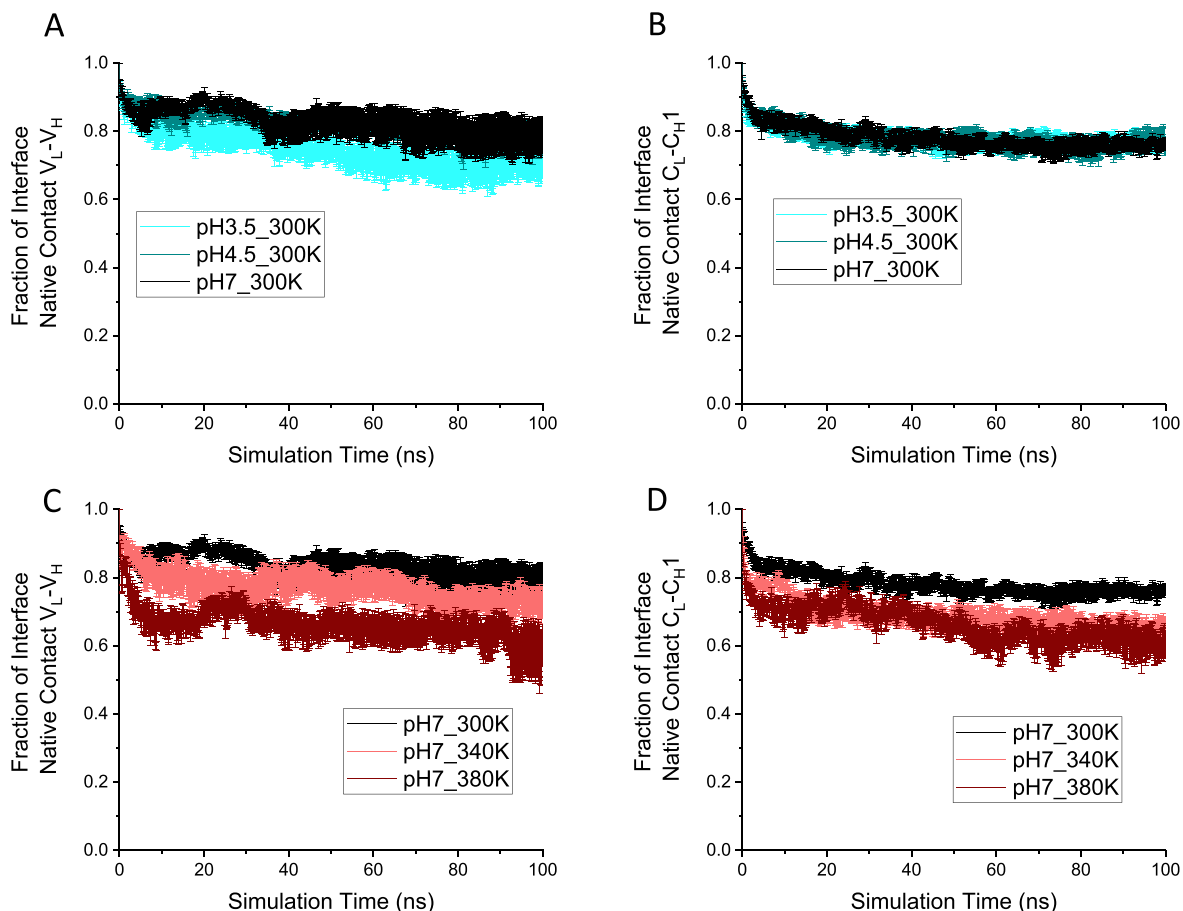 A
Fraction of Interface
Native Contact VL-VH
1.0
0.8
0.6
0.4
0.2
0.0
pH3.5_300K
pH4.5_300K
pH7_300K
0 20 40 60 80 100
Simulation Time (ns)
B
Fraction of Interface
Native Contact CL-CH1
1.0
0.8
0.6
0.4
0.2
0.0
pH3.5_300K
pH4.5_300K
pH7_300K
0 20 40 60 80 100
Simulation Time (ns)
C
Fraction of Interface
Native Contact VL-VH
1.0
0.8
0.6
0.4
0.2
0.0
pH7_300K
pH7_340K
pH7_380K
0 20 40 60 80 100
Simulation Time (ns)
D
Fraction of Interface
Native Contact CL-CH1
1.0
0.8
0.6
0.4
0.2
0.0
pH7_300K
pH7_340K
pH7_380K
0 20 40 60 80 100
Simulation Time (ns)